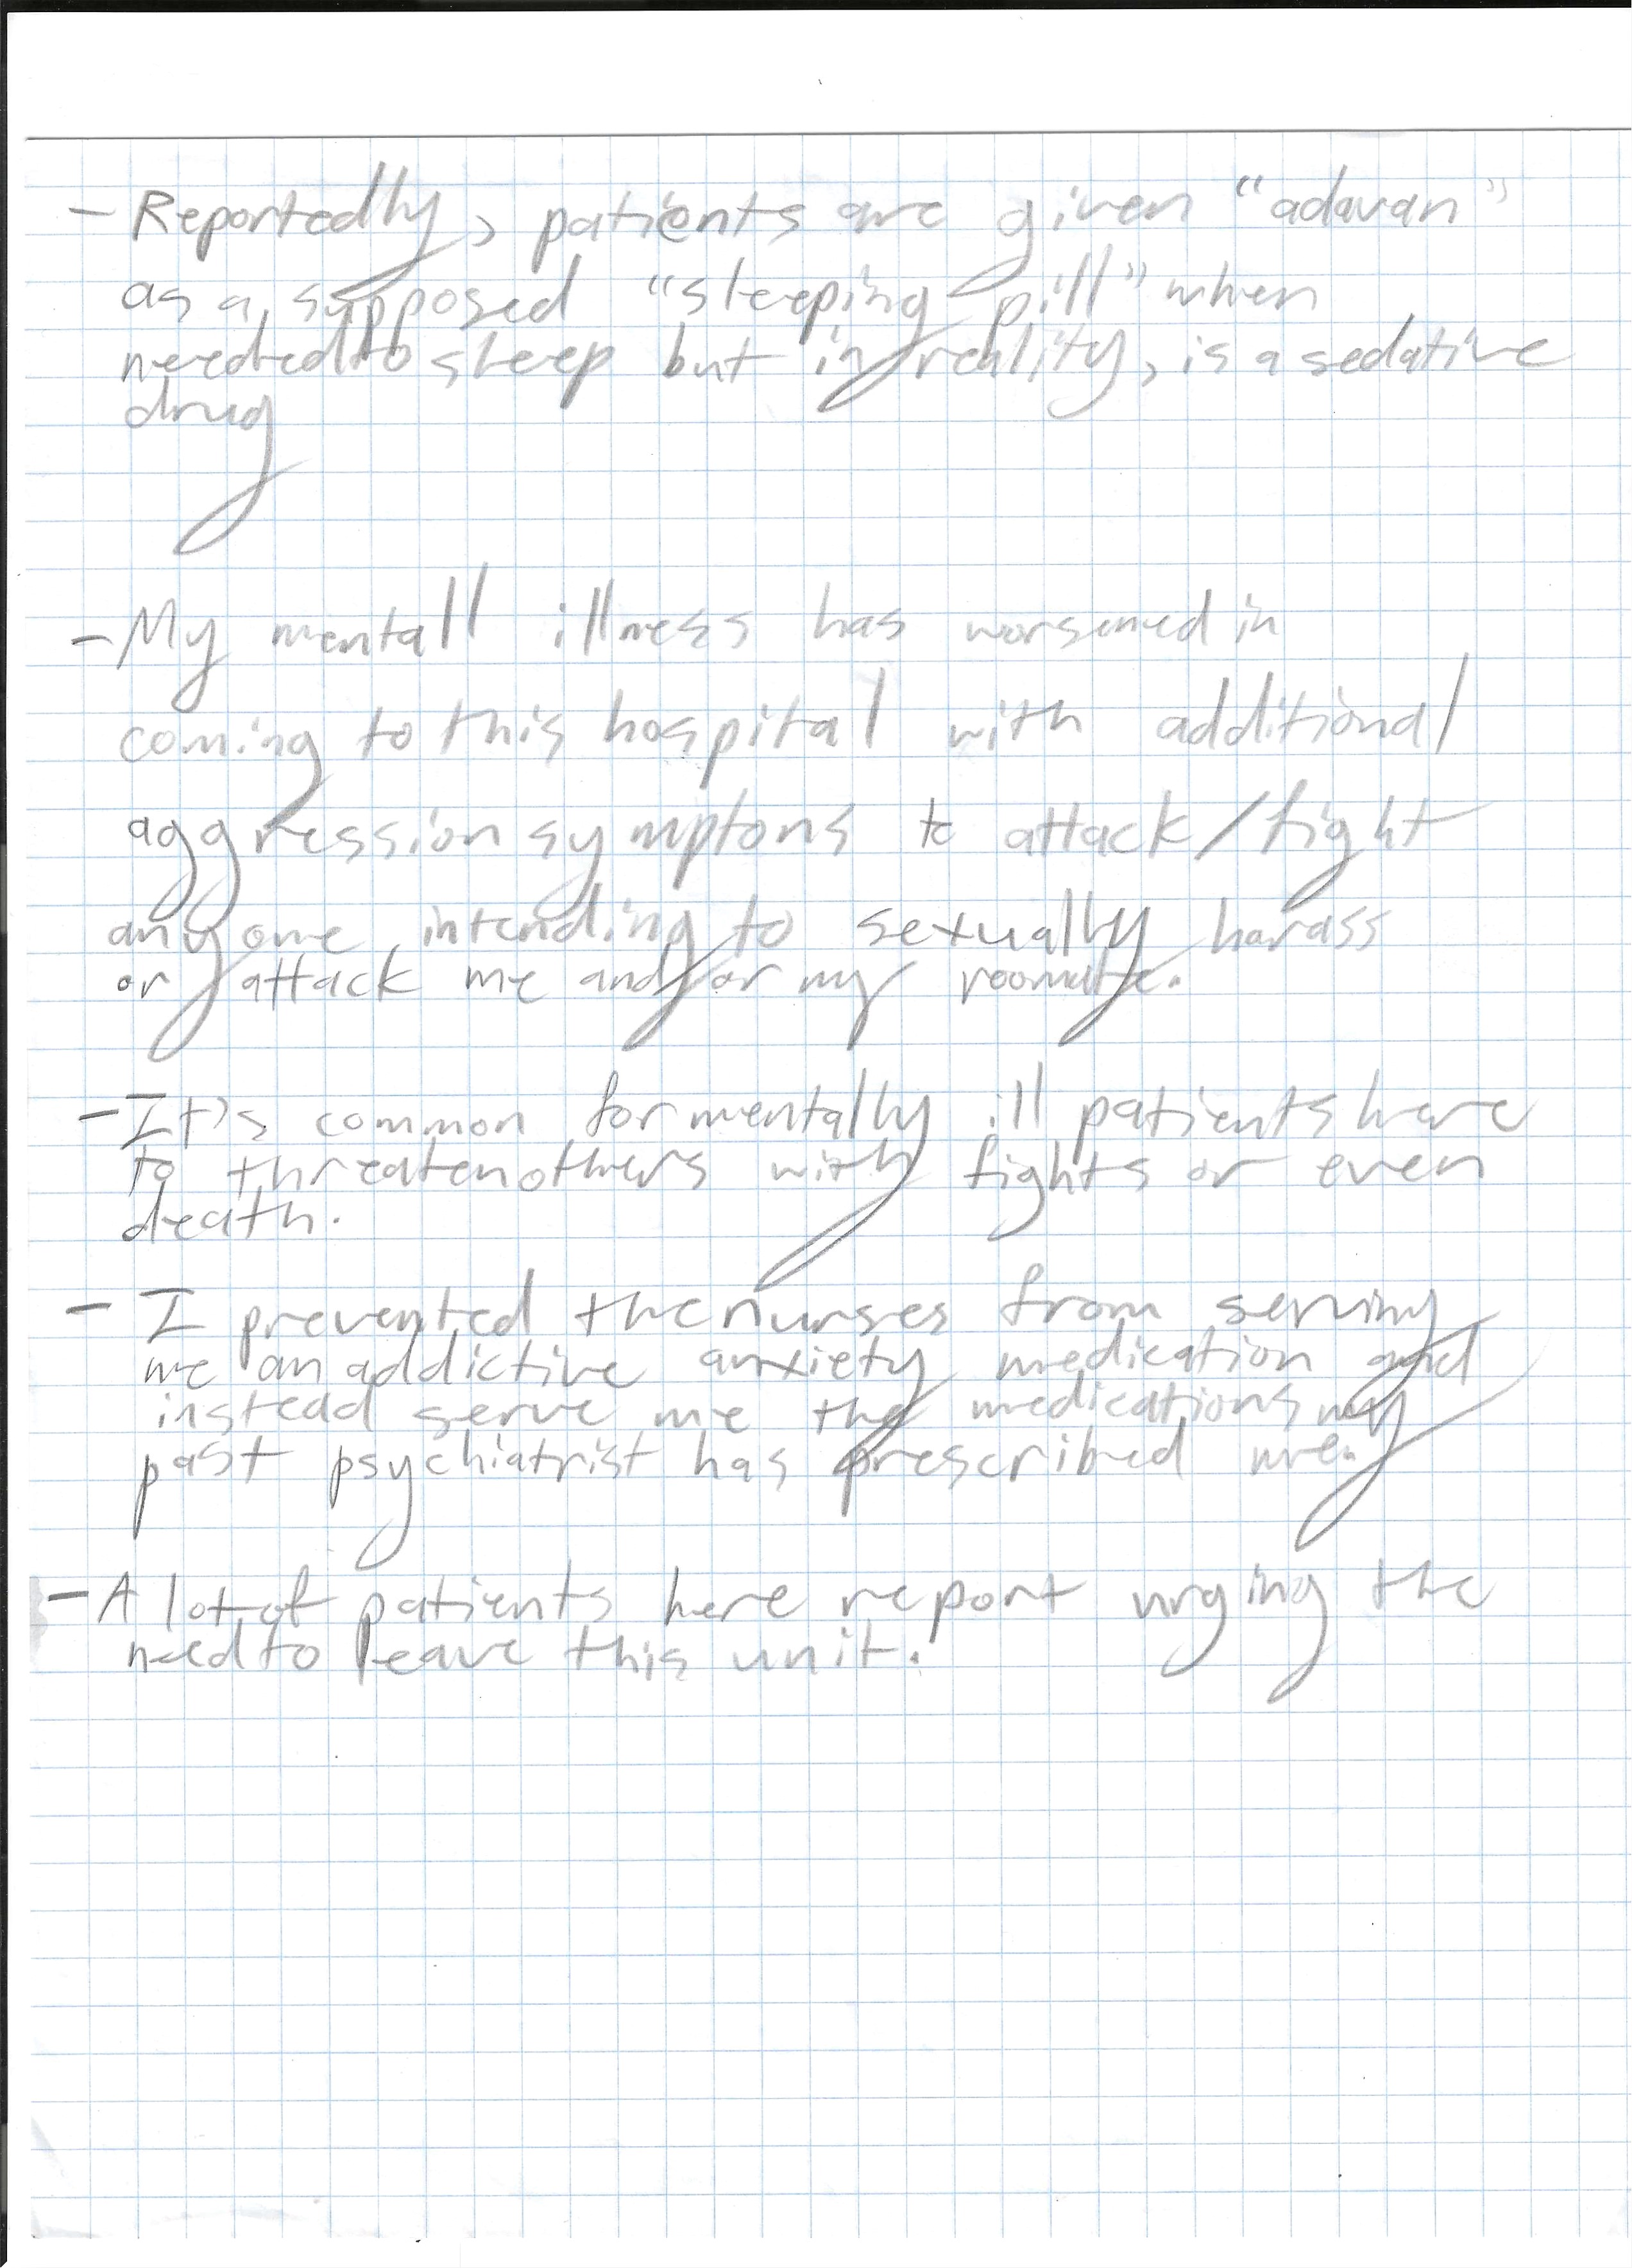 - Reportedly, patients are given "adavan"
as a supposed "sleeping pill" when
needed to sleep but in reality, is a sedative
drug
- My mentall illness has worsened in
coming to this hospital with additional
aggression symptons to attack/fight
anyone intending to sexually harass
or attack me and/or my roomate.
- It's common for mentally ill patients here
to threaten others with fights or even
death.
- I prevented the nurses from serving
me an addictive anxiety medication and
instead serve me the medications my
past psychiatrist has prescribed me.
- A lot of patients here report urging the
need to leave this unit.